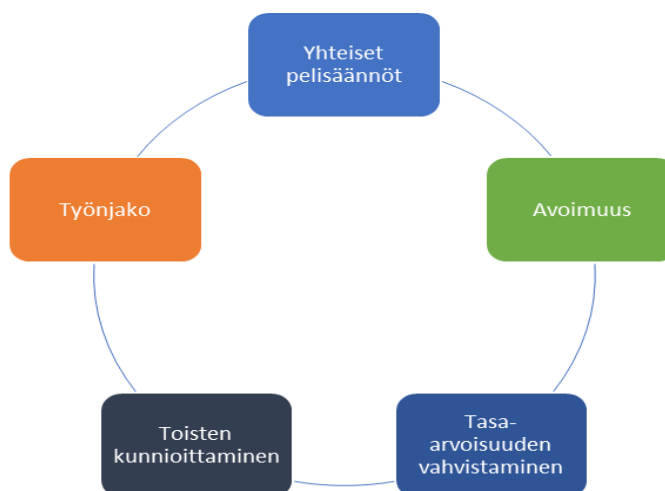 Yhteiset
pelisäännöt
Avoimuus
Tasa-
arvoisuuden
vahvistaminen
Toisten
kunnioittaminen
Työnjako